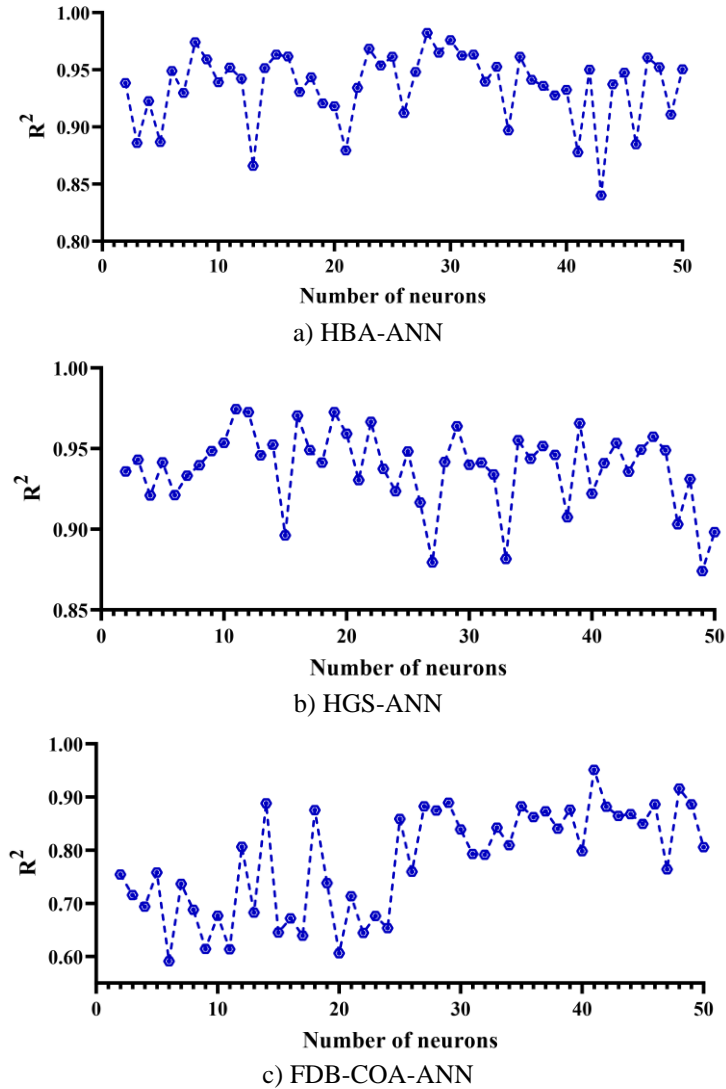 1.00
0.95
0.90
0.85
0.80
R²
0 10 20 30 40 50
Number of neurons
a) HBA-ANN
1.00
0.95
0.90
0.85
R²
0 10 20 30 40 50
Number of neurons
b) HGS-ANN
1.00
0.90
0.80
0.70
0.60
R²
0 10 20 30 40 50
Number of neurons
c) FDB-COA-ANN